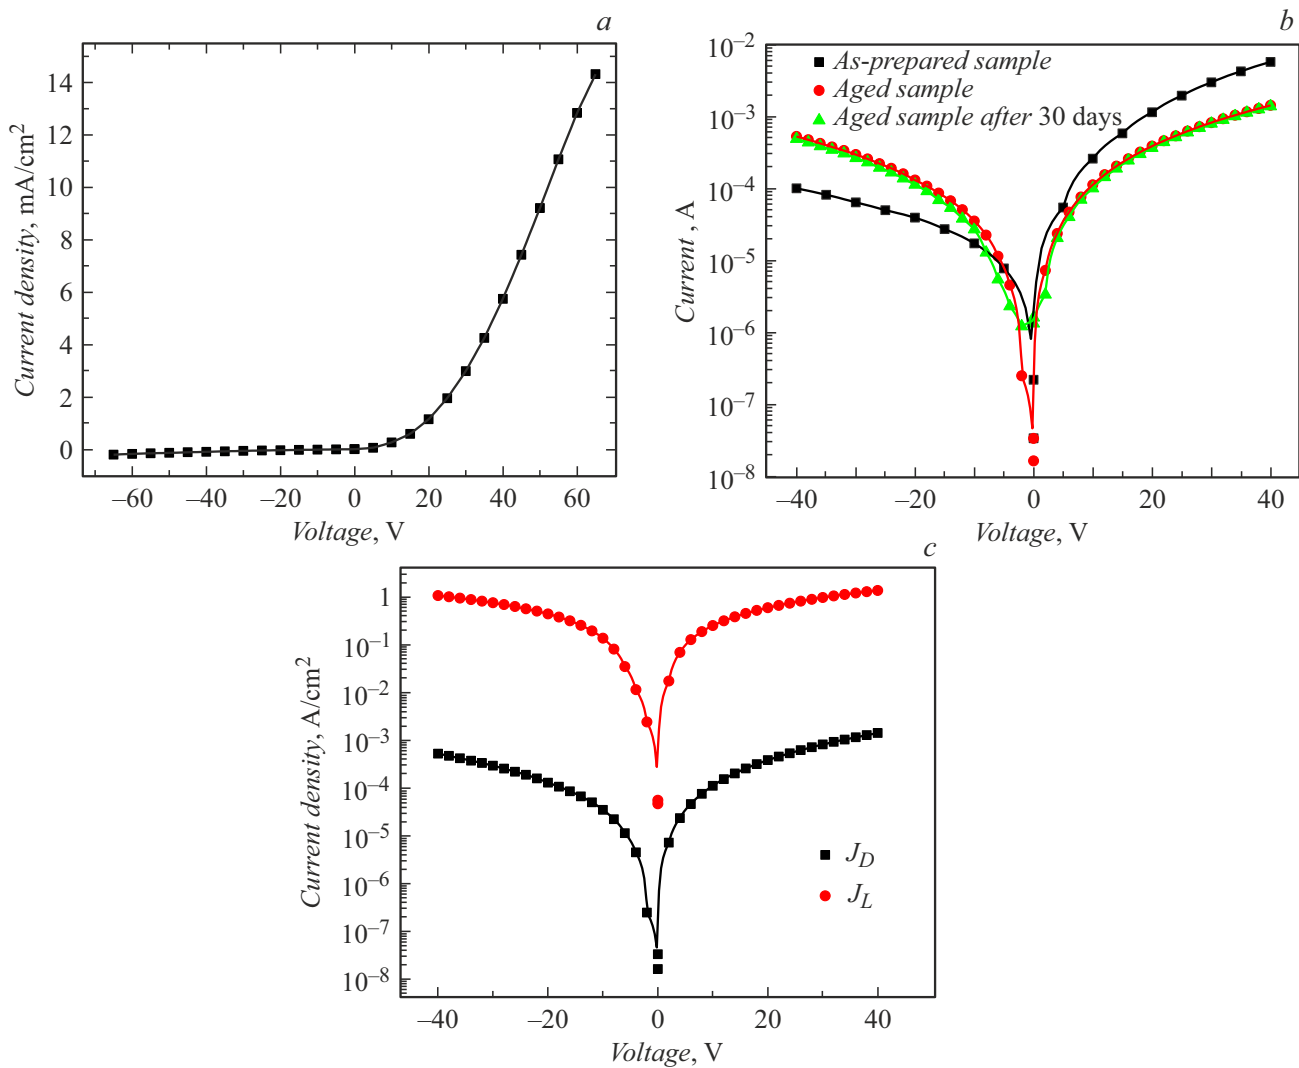 a
14
12
10
8
6
4
2
0
Current density, mA/cm²
–60 –40 –20 0 20 40 60
Voltage, V
b
As-prepared sample
Aged sample
Aged sample after 30 days
10⁻²
10⁻³
10⁻⁴
10⁻⁵
10⁻⁶
10⁻⁷
10⁻⁸
Current , A
–40 –20 0 20 40
Voltage, V
c
1
10⁻¹
10⁻²
10⁻³
10⁻⁴
10⁻⁵
10⁻⁶
10⁻⁷
10⁻⁸
Current density, A/cm²
J_D
J_L
–40 –20 0 20 40
Voltage, V